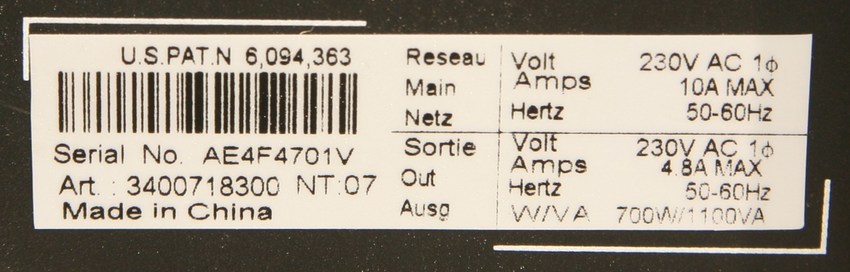 U.S.PAT.N 6,094,363
Serial No. AE4F4701V
Art. : 3400718300 NT:07
Made in China
Reseau Volt 230V AC 1ϕ
Main Amps 10A MAX
Netz Hertz 50-60Hz
Sortie Volt 230V AC 1ϕ
Out Amps 4.8A MAX
Hertz 50-60Hz
Ausg W/VA 700W/1100VA